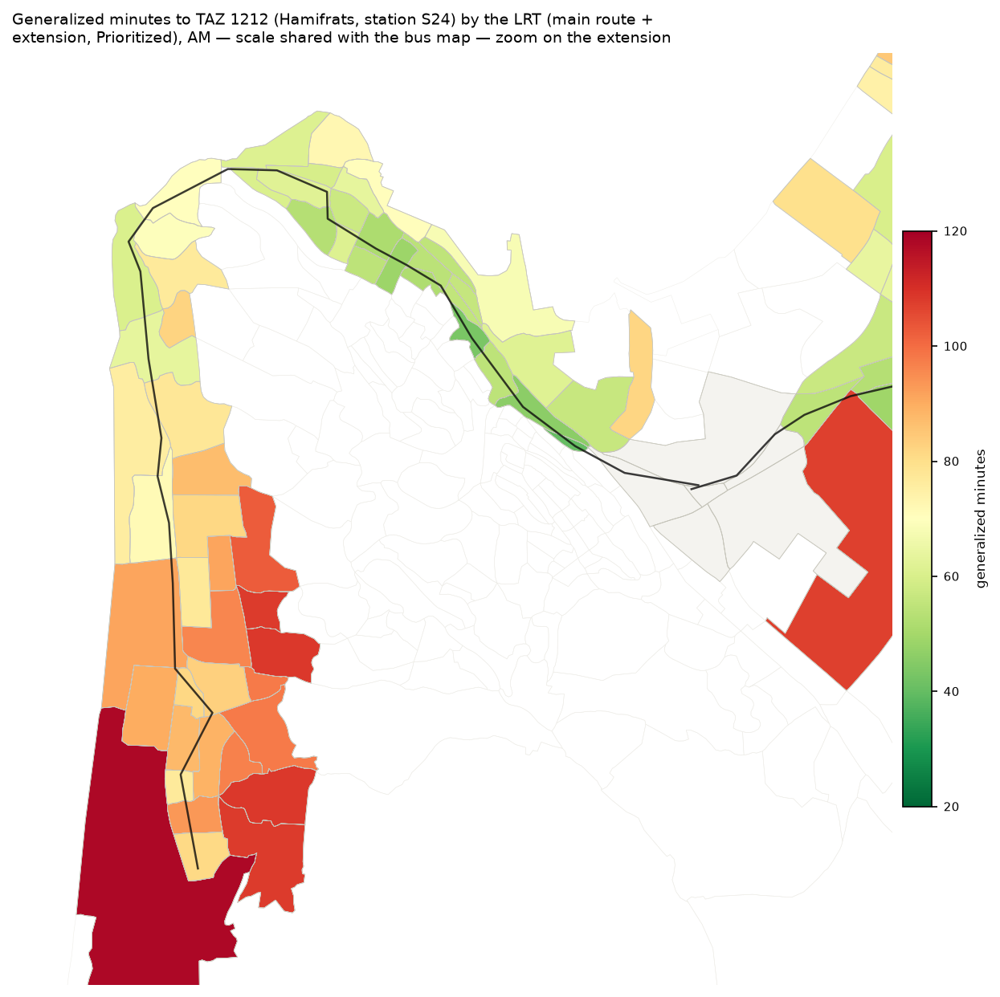 Generalized minutes to TAZ 1212 (Hamifrats, station S24) by the LRT (main route +
extension, Prioritized), AM — scale shared with the bus map — zoom on the extension
120
100
80
60
40
20
generalized minutes